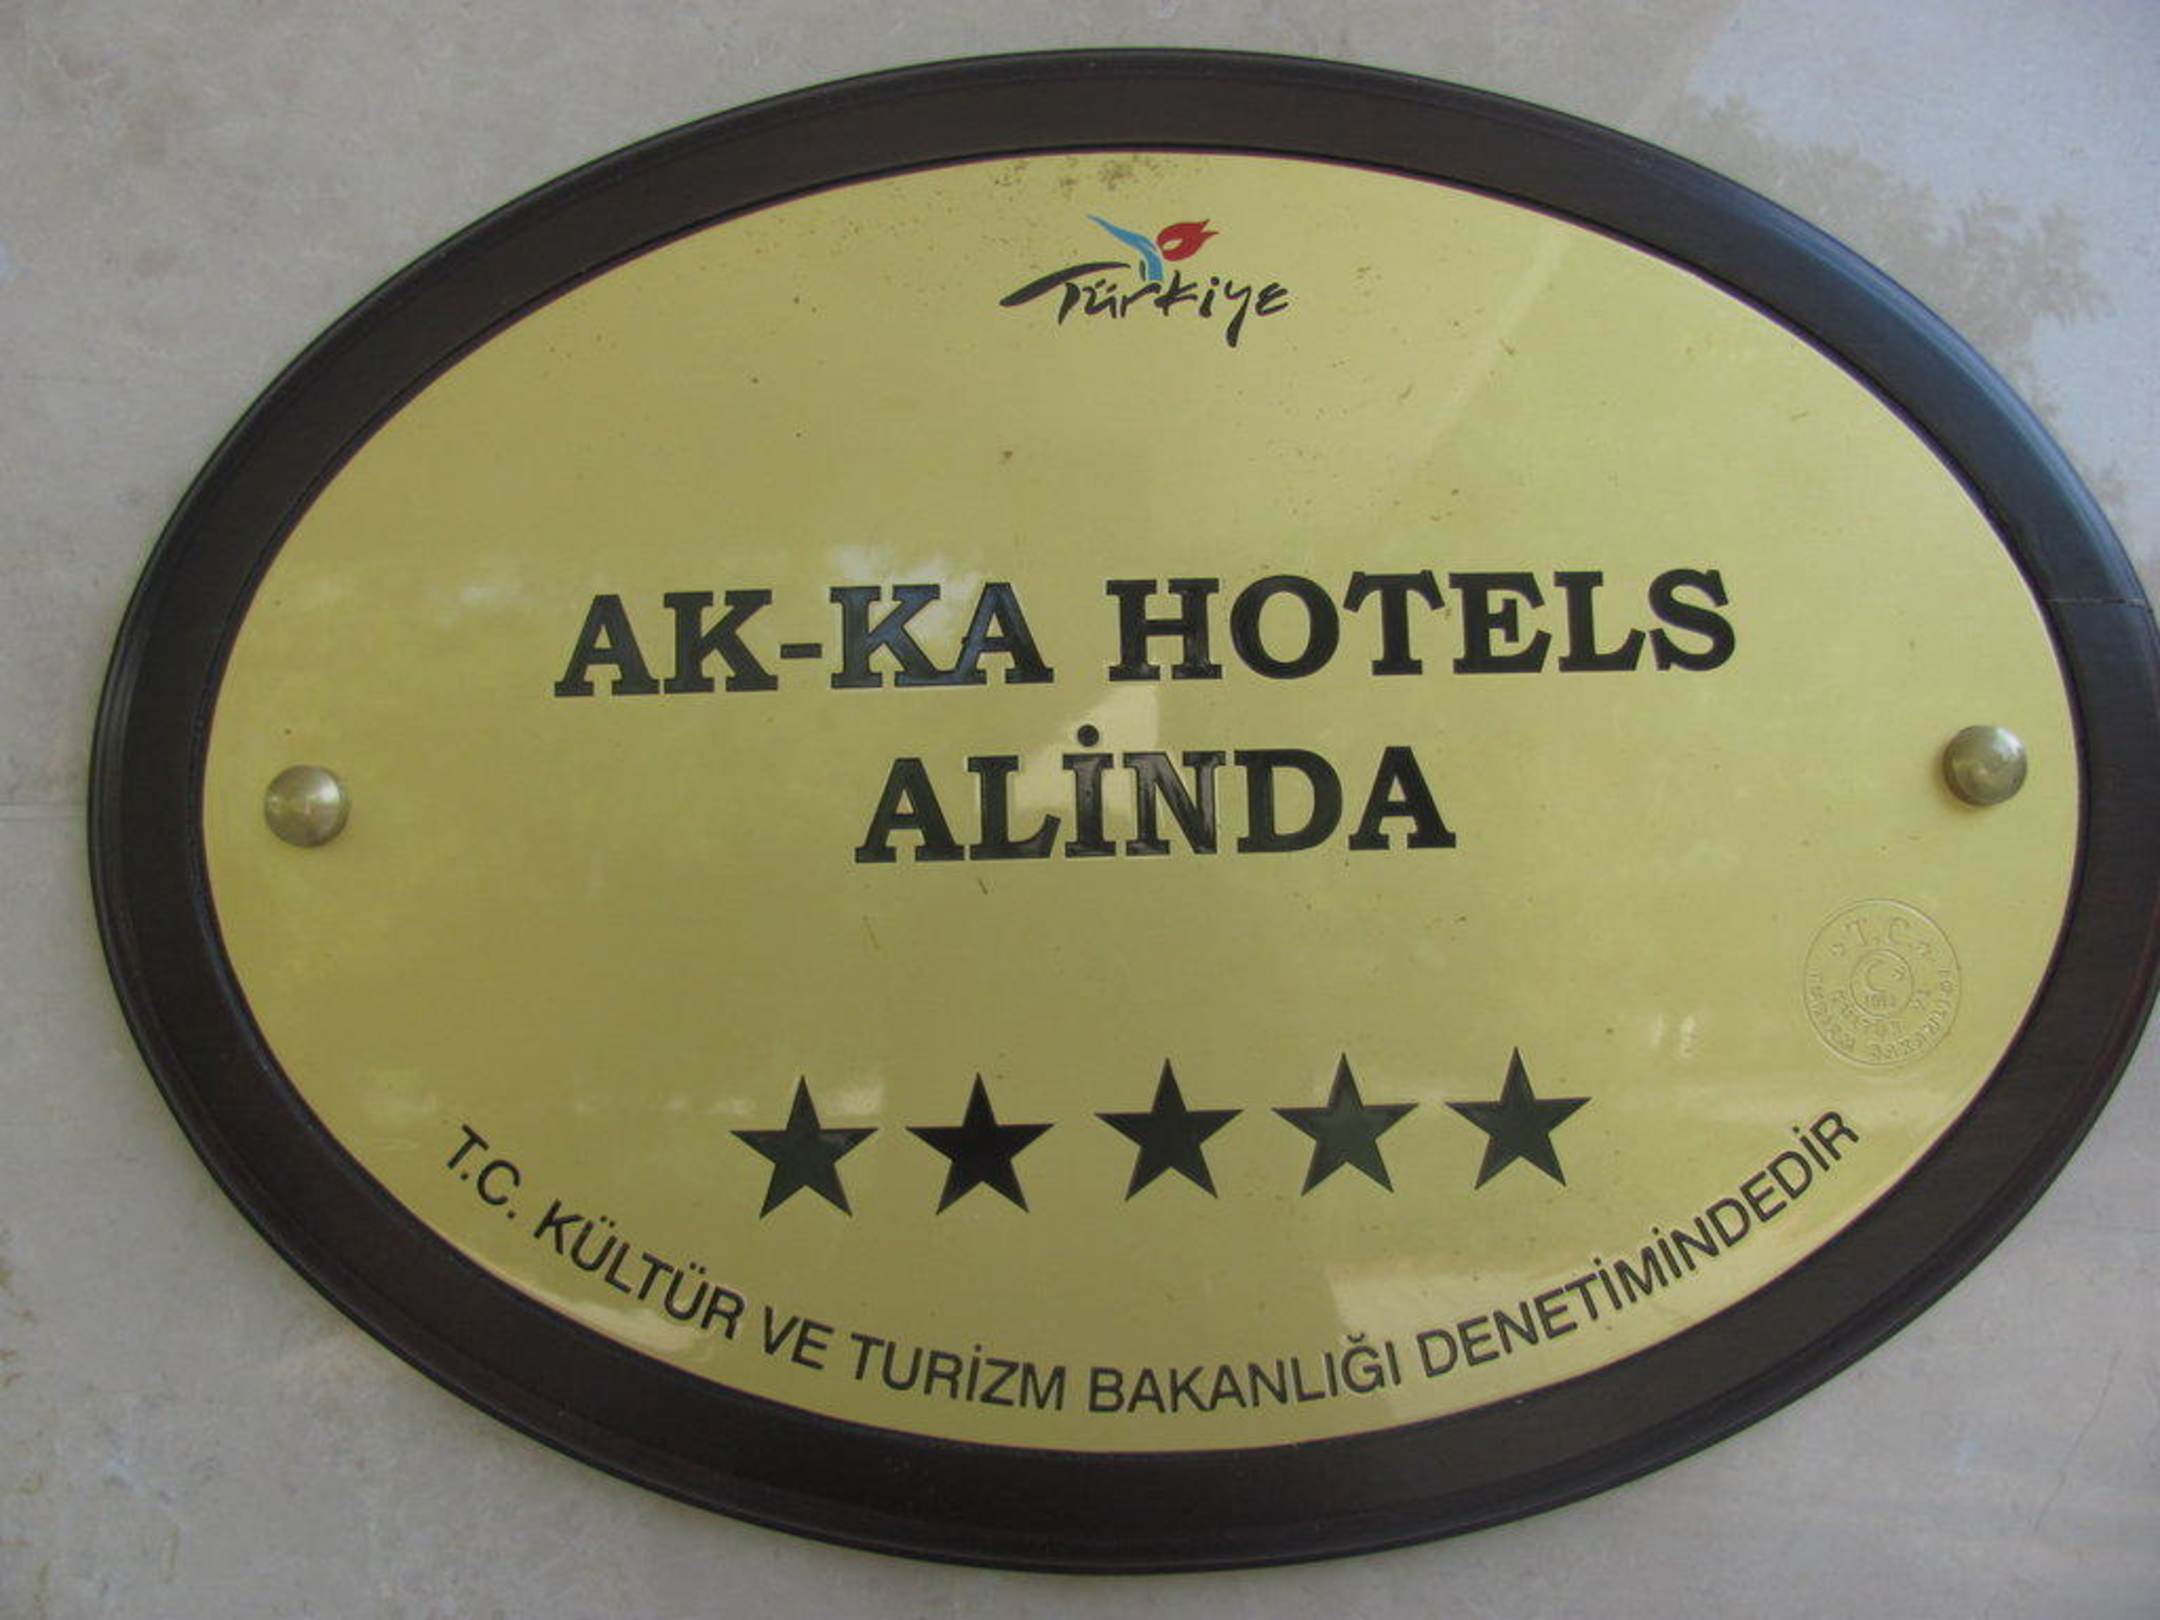 Türkiye
AK-KA HOTELS
ALİNDA
T.C. KÜLTÜR VE TURİZM BAKANLIĞI DENETİMİNDEDİR
T.C.